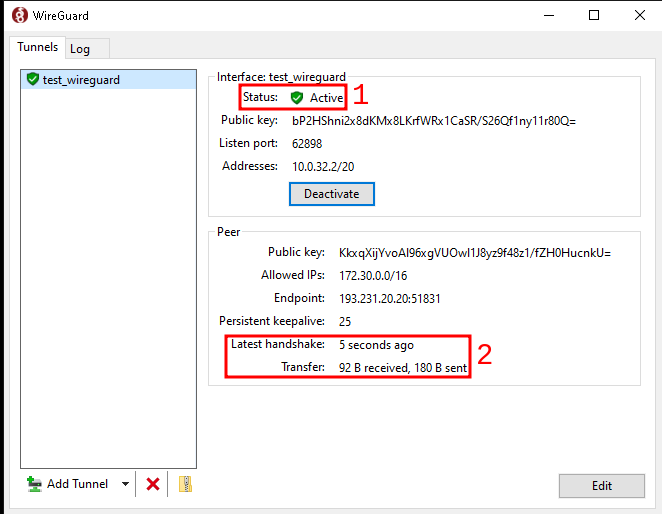 WireGuard
Tunnels Log
test_wireguard
Interface: test_wireguard
Status: Active 1
Public key: bP2HShni2x8dKMx8LKrfWRx1CaSR/S26Qf1ny11r80Q=
Listen port: 62898
Addresses: 10.0.32.2/20
Deactivate
Peer
Public key: KkxqXijYvoAI96xgVUOwI1J8yz9f48z1/fZH0HucnkU=
Allowed IPs: 172.30.0.0/16
Endpoint: 193.231.20.20:51831
Persistent keepalive: 25
Latest handshake: 5 seconds ago
Transfer: 92 B received, 180 B sent
2
Add Tunnel
Edit